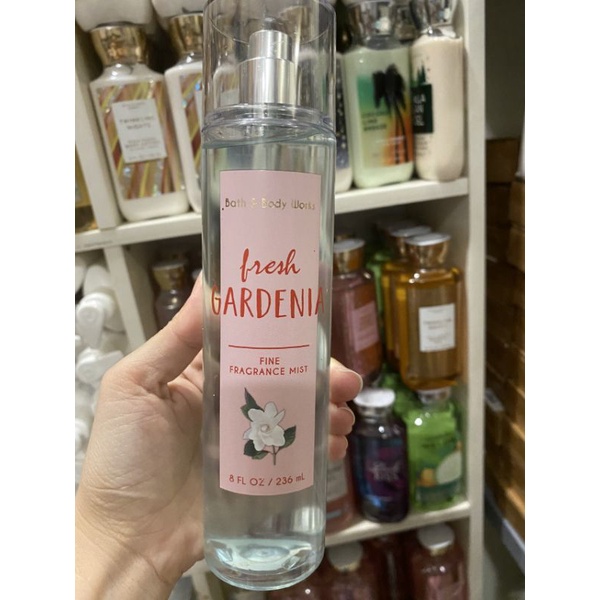 Bath & Body Works
fresh
GARDENIA
FINE
FRAGRANCE MIST
8 FL OZ / 236 mL